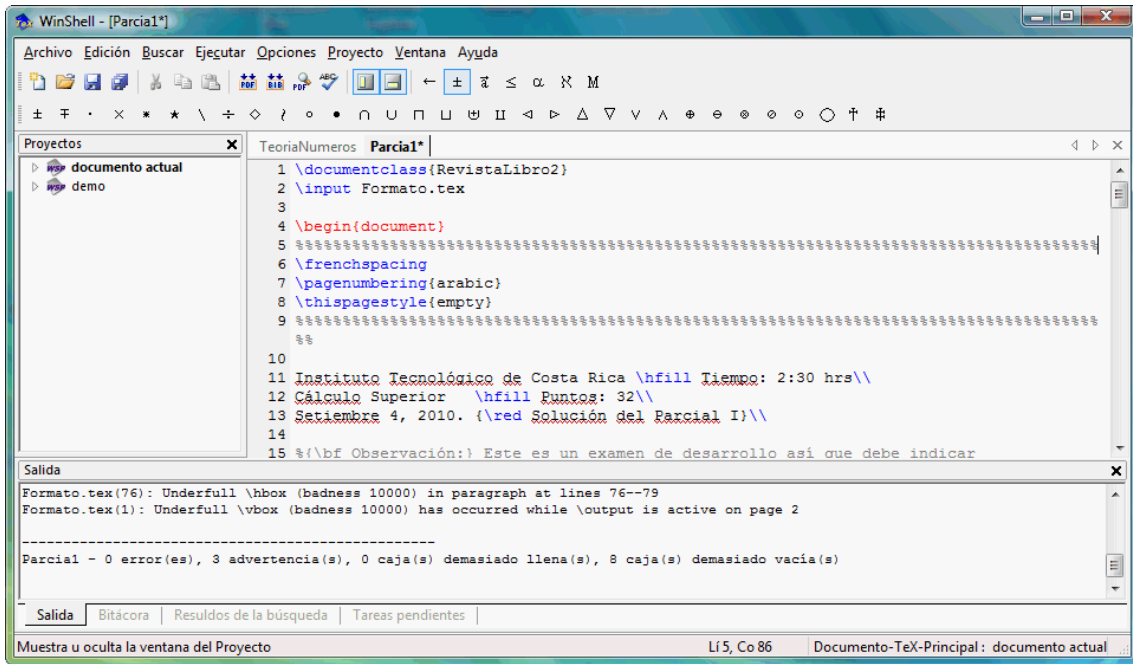 WinShell - [Parcia1*]
Archivo Edición Buscar Ejecutar Opciones Proyecto Ventana Ayuda
PDF BIB PDF ABC ← ± a⃗ ≤ α ℵ M
± ∓ · × * ⋆ \ ÷ ◇ ≀ ∘ • ∩ ∪ ⊓ ⊔ ⊎ ⨿ ◁ ▷ △ ▽ ∨ ∧ ⊕ ⊖ ⊗ ⊘ ⊙ ◯ † ‡
Proyectos
WSP documento actual
WSP demo
TeoriaNumeros Parcia1*
1 \documentclass{RevistaLibro2}
2 \input Formato.tex
3
4 \begin{document}
5 %%%%%%%%%%%%%%%%%%%%%%%%%%%%%%%%%%%%%%%%%%%%%%%%%%%%%%%%%%%%%%%%%%%%%%%%%%%%%%%%%%%%%%%
6 \frenchspacing
7 \pagenumbering{arabic}
8 \thispagestyle{empty}
9 %%%%%%%%%%%%%%%%%%%%%%%%%%%%%%%%%%%%%%%%%%%%%%%%%%%%%%%%%%%%%%%%%%%%%%%%%%%%%%%%%%%%%%%
%%
10
11 Instituto Tecnológico de Costa Rica \hfill Tiempo: 2:30 hrs\\
12 Cálculo Superior \hfill Puntos: 32\\
13 Setiembre 4, 2010. {\red Solución del Parcial I}\\
14
15 %{\bf Observación:} Este es un examen de desarrollo así que debe indicar
Salida
Formato.tex(76): Underfull \hbox (badness 10000) in paragraph at lines 76--79
Formato.tex(1): Underfull \vbox (badness 10000) has occurred while \output is active on page 2
----------------------------------------------------
Parcia1 - 0 error(es), 3 advertencia(s), 0 caja(s) demasiado llena(s), 8 caja(s) demasiado vacía(s)
Salida Bitácora Resuldos de la búsqueda Tareas pendientes
Muestra u oculta la ventana del Proyecto Lí 5, Co 86 Documento-TeX-Principal : documento actual